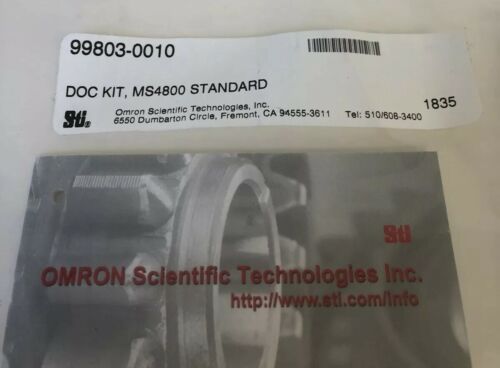 99803-0010
DOC KIT, MS4800 STANDARD
Sti®
Omron Scientific Technologies, Inc.
6550 Dumbarton Circle, Fremont, CA 94555-3611 Tel: 510/608-3400
1835
sti
OMRON Scientific Technologies Inc.
http://www.sti.com/info